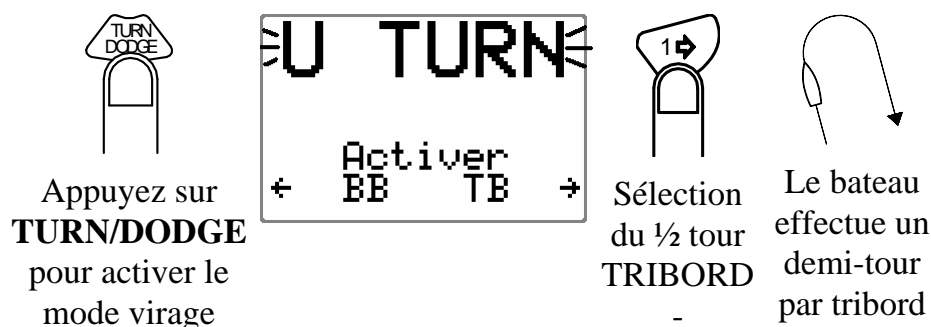 TURN
DODGE
Appuyez sur
TURN/DODGE
pour activer le
mode virage
U TURN
Activer
← BB TB →
1
Sélection
du ½ tour
TRIBORD
-
Le bateau
effectue un
demi-tour
par tribord